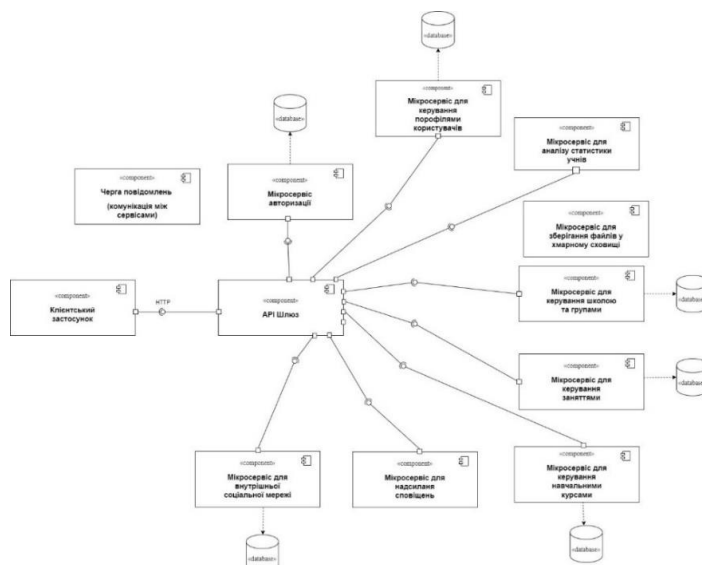 «database»
«component»
Мікросервіс для
керування
порофілями
користувачів
«database»
«component»
Мікросервіс для
аналізу статистики
учнів
«component»
Черга повідомлень
(комунікація між
сервісами)
«component»
Мікросервіс
авторизації
«component»
Мікросервіс для
зберігання файлів у
хмарному сховищі
«component»
Клієнтський
застосунок
HTTP
«component»
АРІ Шлюз
«component»
Мікросервіс для
керування школою
та групами
«database»
«component»
Мікросервіс для
керування
заняттями
«database»
«component»
Мікросервіс для
внутрішньої
соціальної мережі
«component»
Мікросервіс для
надсиланя
сповіщень
«component»
Мікросервіс для
керування
навчальними
курсами
«database»
«database»